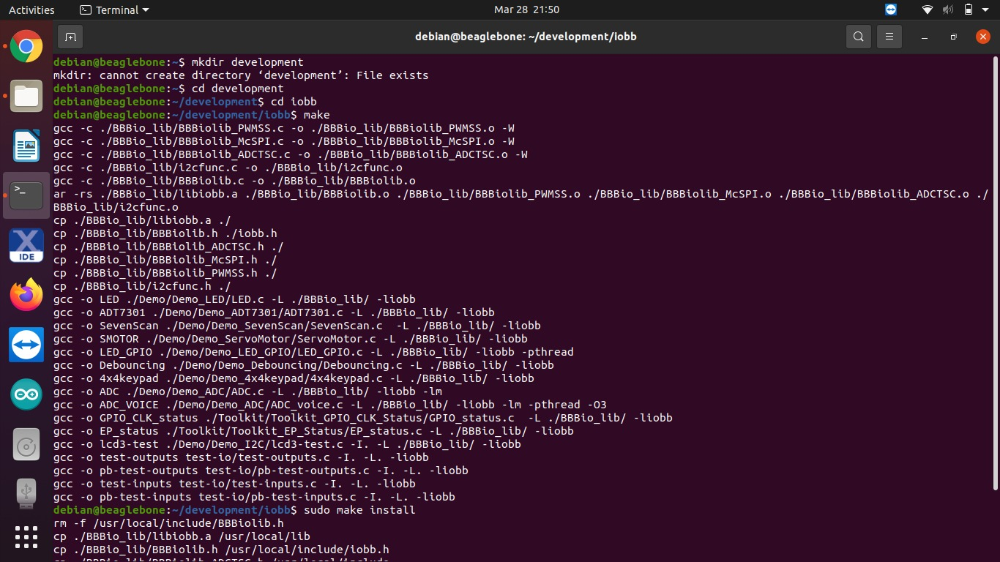 Activities
Terminal
Mar 28 21:50
debian@beaglebone: ~/development/iobb
debian@beaglebone:~$ mkdir development
mkdir: cannot create directory ‘development’: File exists
debian@beaglebone:~$ cd development
debian@beaglebone:~/development$ cd iobb
debian@beaglebone:~/development/iobb$ make
gcc -c ./BBBio_lib/BBBiolib_PWMSS.c -o ./BBBio_lib/BBBiolib_PWMSS.o -W
gcc -c ./BBBio_lib/BBBiolib_McSPI.c -o ./BBBio_lib/BBBiolib_McSPI.o -W
gcc -c ./BBBio_lib/BBBiolib_ADCTSC.c -o ./BBBio_lib/BBBiolib_ADCTSC.o -W
gcc -c ./BBBio_lib/i2cfunc.c -o ./BBBio_lib/i2cfunc.o
gcc -c ./BBBio_lib/BBBiolib.c -o ./BBBio_lib/BBBiolib.o
ar -rs ./BBBio_lib/libiobb.a ./BBBio_lib/BBBiolib.o ./BBBio_lib/BBBiolib_PWMSS.o ./BBBio_lib/BBBiolib_McSPI.o ./BBBio_lib/BBBiolib_ADCTSC.o ./
BBBio_lib/i2cfunc.o
cp ./BBBio_lib/libiobb.a ./
cp ./BBBio_lib/BBBiolib.h ./iobb.h
cp ./BBBio_lib/BBBiolib_ADCTSC.h ./
cp ./BBBio_lib/BBBiolib_McSPI.h ./
cp ./BBBio_lib/BBBiolib_PWMSS.h ./
cp ./BBBio_lib/i2cfunc.h ./
gcc -o LED ./Demo/Demo_LED/LED.c -L ./BBBio_lib/ -liobb
gcc -o ADT7301 ./Demo/Demo_ADT7301/ADT7301.c -L ./BBBio_lib/ -liobb
gcc -o SevenScan ./Demo/Demo_SevenScan/SevenScan.c  -L ./BBBio_lib/ -liobb
gcc -o SMOTOR ./Demo/Demo_ServoMotor/ServoMotor.c -L ./BBBio_lib/ -liobb
gcc -o LED_GPIO ./Demo/Demo_LED_GPIO/LED_GPIO.c -L ./BBBio_lib/ -liobb -pthread
gcc -o Debouncing ./Demo/Demo_Debouncing/Debouncing.c -L ./BBBio_lib/ -liobb
gcc -o 4x4keypad ./Demo/Demo_4x4keypad/4x4keypad.c -L ./BBBio_lib/ -liobb
gcc -o ADC ./Demo/Demo_ADC/ADC.c -L ./BBBio_lib/ -liobb -lm
gcc -o ADC_VOICE ./Demo/Demo_ADC/ADC_voice.c -L ./BBBio_lib/ -liobb -lm -pthread -O3
gcc -o GPIO_CLK_status ./Toolkit/Toolkit_GPIO_CLK_Status/GPIO_status.c  -L ./BBBio_lib/ -liobb
gcc -o EP_status ./Toolkit/Toolkit_EP_Status/EP_status.c -L ./BBBio_lib/ -liobb
gcc -o lcd3-test ./Demo/Demo_I2C/lcd3-test.c -I. -L ./BBBio_lib/ -liobb
gcc -o test-outputs test-io/test-outputs.c -I. -L. -liobb
gcc -o pb-test-outputs test-io/pb-test-outputs.c -I. -L. -liobb
gcc -o test-inputs test-io/test-inputs.c -I. -L. -liobb
gcc -o pb-test-inputs test-io/pb-test-inputs.c -I. -L. -liobb
debian@beaglebone:~/development/iobb$ sudo make install
rm -f /usr/local/include/BBBiolib.h
cp ./BBBio_lib/libiobb.a /usr/local/lib
cp ./BBBio_lib/BBBiolib.h /usr/local/include/iobb.h
cp ./BBBio_lib/BBBiolib_ADCTSC.h /usr/local/include
X
IDE